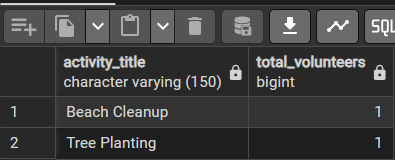 SQL
activity_title total_volunteers
character varying (150) bigint
1 Beach Cleanup 1
2 Tree Planting 1